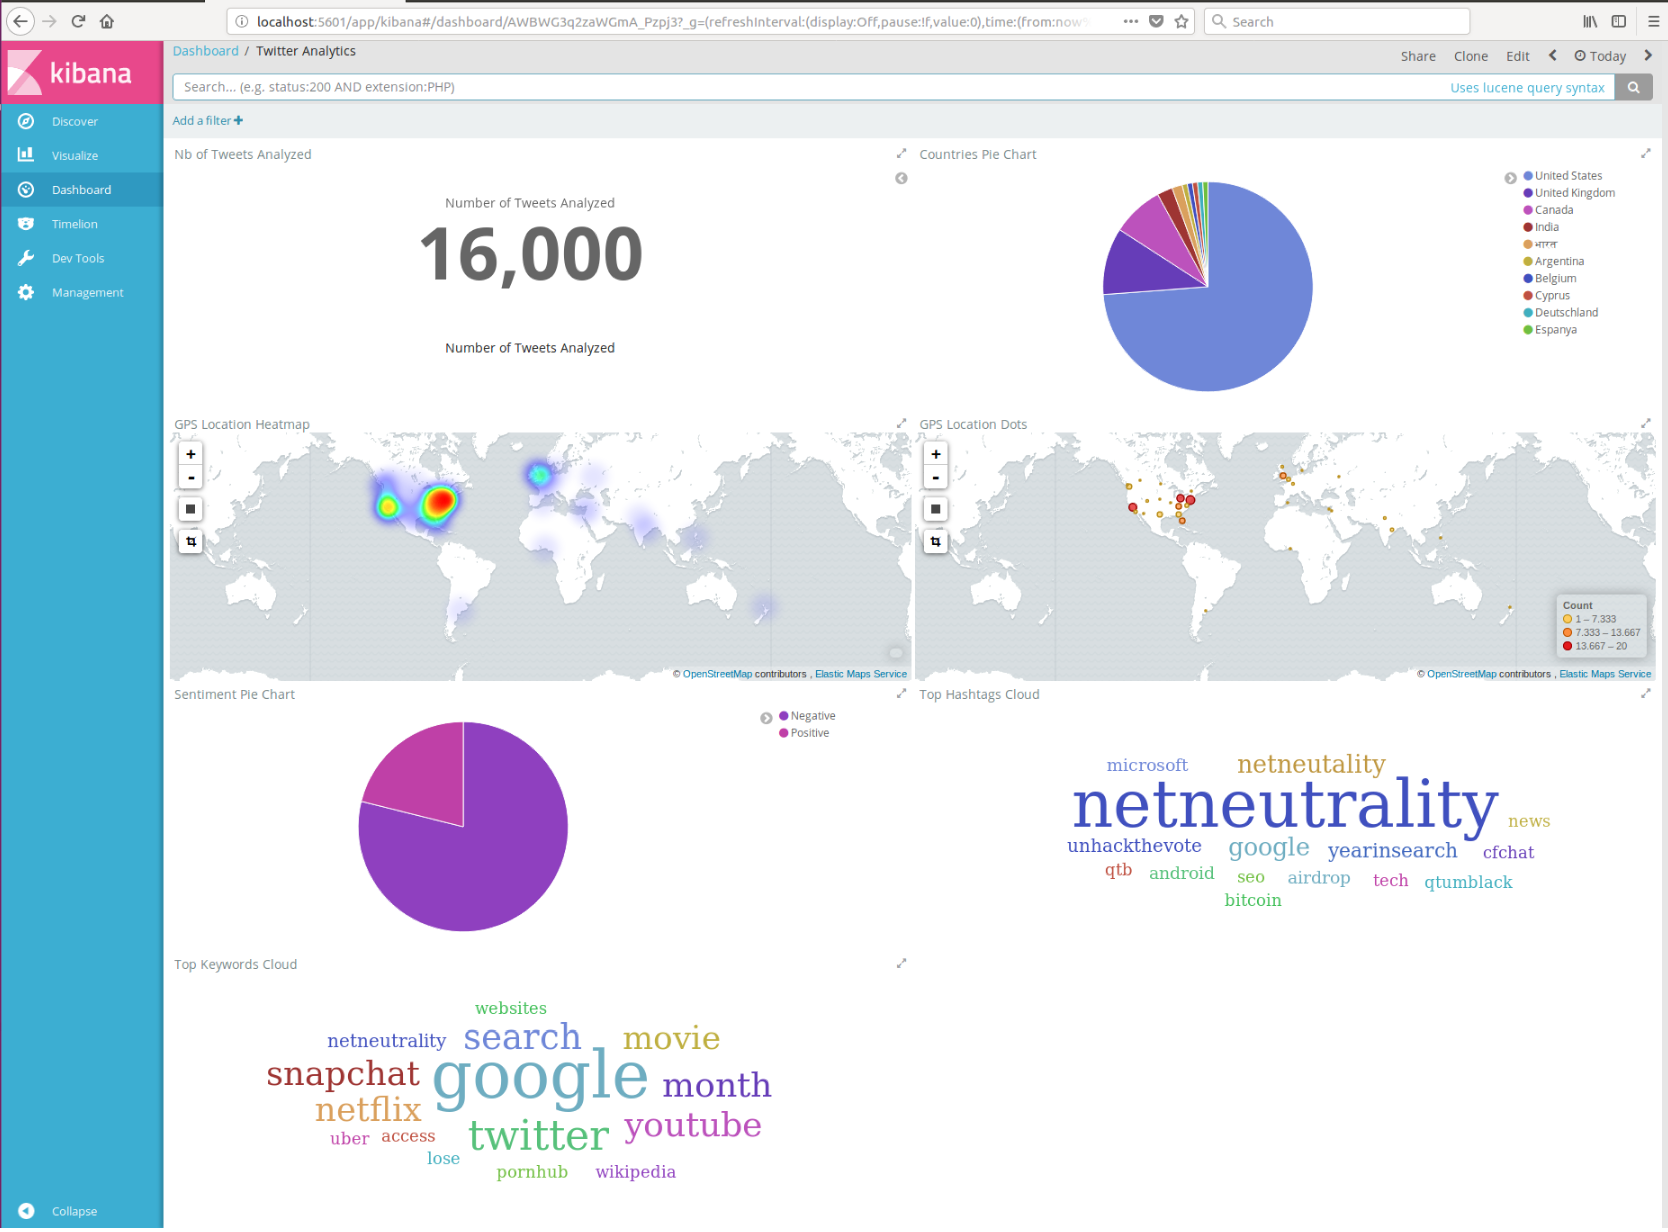 localhost:5601/app/kibana#/dashboard/AWBWG3q2zaWGmA_Pzpj3?_g=(refreshInterval:(display:Off,pause:!f,value:0),time:(from:now
Search
kibana
Dashboard / Twitter Analytics
Share Clone Edit Today
Search... (e.g. status:200 AND extension:PHP)
Uses lucene query syntax
Add a filter +
Discover
Visualize
Dashboard
Timelion
Dev Tools
Management
Collapse
Nb of Tweets Analyzed
Number of Tweets Analyzed
16,000
Number of Tweets Analyzed
Countries Pie Chart
United States
United Kingdom
Canada
India
भारत
Argentina
Belgium
Cyprus
Deutschland
Espanya
GPS Location Heatmap
+
-
© OpenStreetMap contributors , Elastic Maps Service
GPS Location Dots
+
-
Count
1 – 7.333
7.333 – 13.667
13.667 – 20
© OpenStreetMap contributors , Elastic Maps Service
Sentiment Pie Chart
Negative
Positive
Top Hashtags Cloud
microsoft netneutality
netneutrality
news
unhackthevote google yearinsearch cfchat
qtb android seo airdrop tech qtumblack
bitcoin
Top Keywords Cloud
websites
netneutrality search movie
snapchat google month
netflix twitter youtube
uber access
lose
pornhub wikipedia